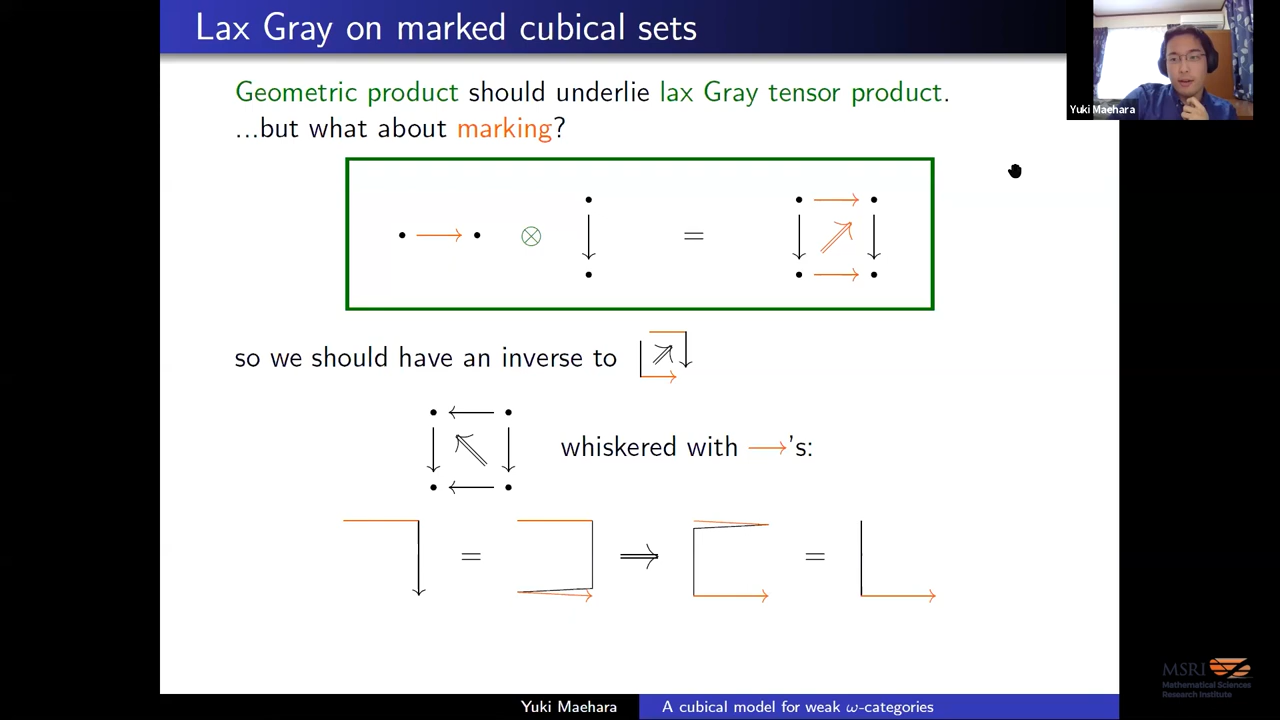 Lax Gray on marked cubical sets
Yuki Maehara
Geometric product should underlie lax Gray tensor product.
...but what about marking?
⊗ =
so we should have an inverse to
whiskered with 's:
= ⟹ =
MSRI
Mathematical Sciences
Research Institute
Yuki Maehara A cubical model for weak ω-categories